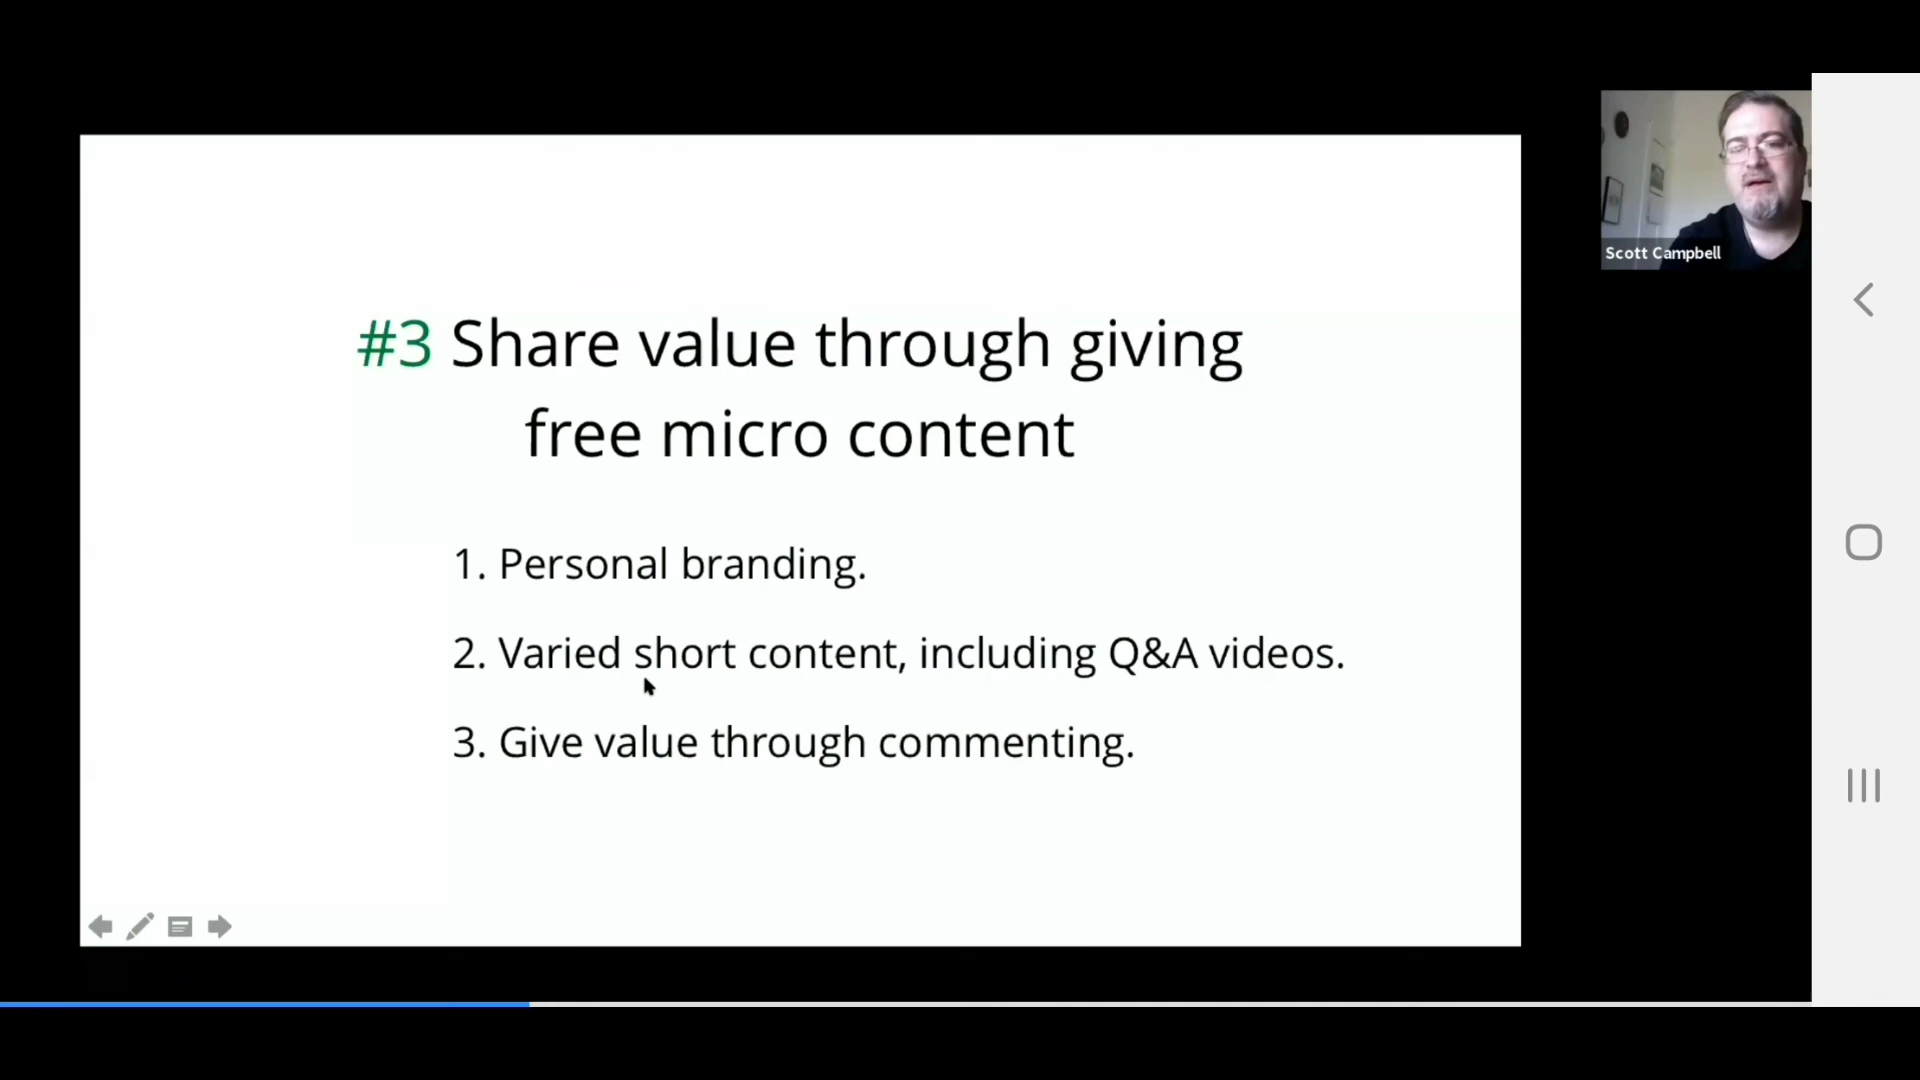 #3 Share value through giving
free micro content
1. Personal branding.
2. Varied short content, including Q&A videos.
3. Give value through commenting.
Scott Campbell